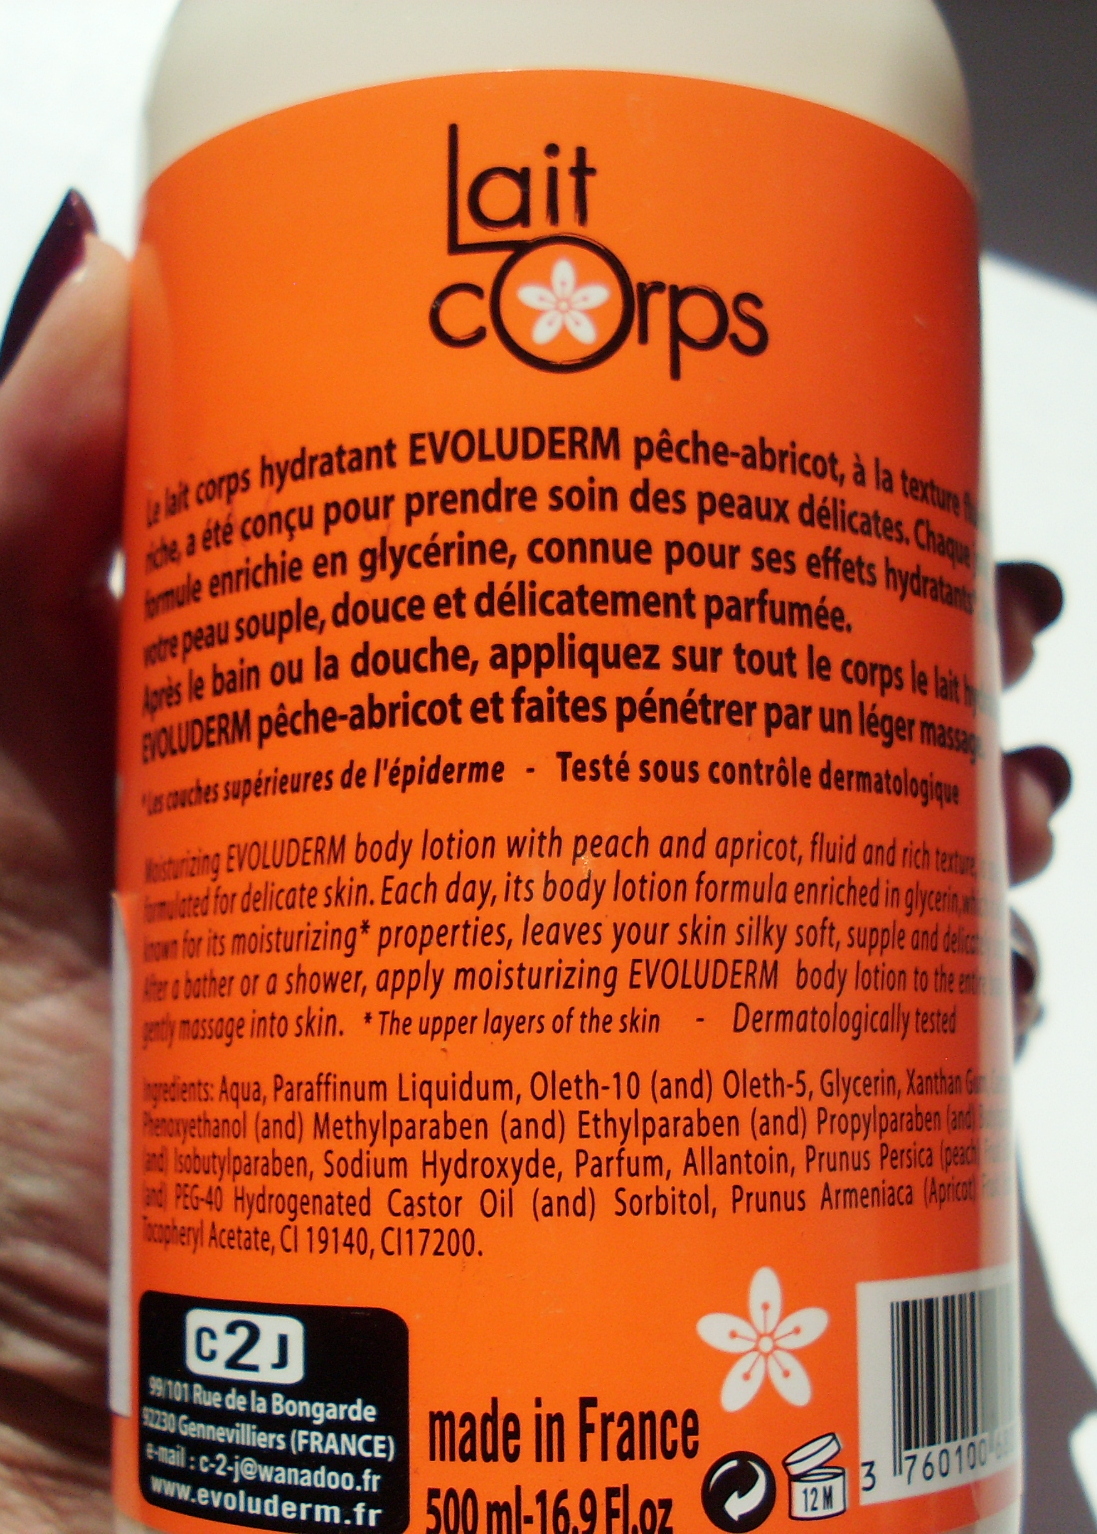 Lait
cOrps
Le lait corps hydratant EVOLUDERM pêche-abricot, à la texture
riche, a été conçu pour prendre soin des peaux délicates. Chaque
formule enrichie en glycérine, connue pour ses effets hydratants*
votre peau souple, douce et délicatement parfumée.
Après le bain ou la douche, appliquez sur tout le corps le lait
EVOLUDERM pêche-abricot et faites pénétrer par un léger massage
*Les couches supérieures de l'épiderme - Testé sous contrôle dermatologique
Moisturizing EVOLUDERM body lotion with peach and apricot, fluid and rich texture,
formulated for delicate skin. Each day, its body lotion formula enriched in glycerin,
known for its moisturizing* properties, leaves your skin silky soft, supple and
After a bather or a shower, apply moisturizing EVOLUDERM body lotion to the
gently massage into skin. * The upper layers of the skin - Dermatologically tested
Ingredients: Aqua, Paraffinum Liquidum, Oleth-10 (and) Oleth-5, Glycerin, Xanthan
Phenoxyethanol (and) Methylparaben (and) Ethylparaben (and) Propylparaben (and)
(and) Isobutylparaben, Sodium Hydroxyde, Parfum, Allantoin, Prunus Persica (peach)
(and) PEG-40 Hydrogenated Castor Oil (and) Sorbitol, Prunus Armeniaca (Apricot)
Tocopheryl Acetate, CI 19140, CI17200.
C2J
99/101 Rue de la Bongarde
92230 Gennevilliers (FRANCE)
e-mail : c-2-j@wanadoo.fr
www.evoluderm.fr
made in France
500 ml-16.9 Fl.oz
12 M
3 760100